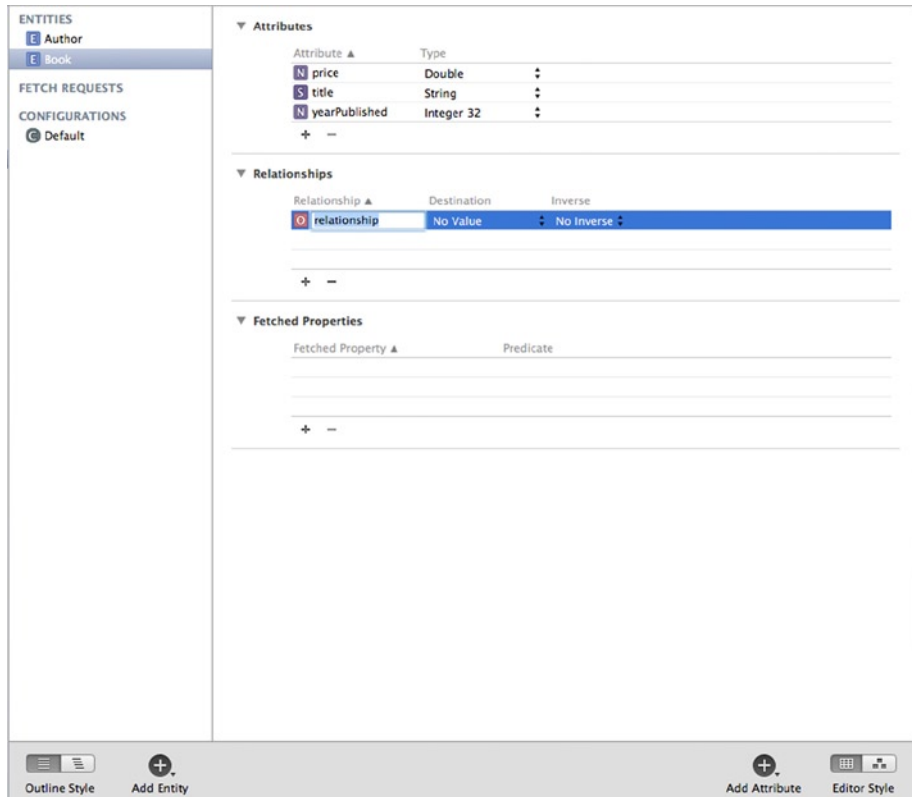 ENTITIES
E Author
E Book
FETCH REQUESTS
CONFIGURATIONS
C Default
▼ Attributes
Attribute ▲ Type
N price Double
S title String
N yearPublished Integer 32
+ −
▼ Relationships
Relationship ▲ Destination Inverse
O relationship No Value No Inverse
+ −
▼ Fetched Properties
Fetched Property ▲ Predicate
+ −
Outline Style Add Entity Add Attribute Editor Style